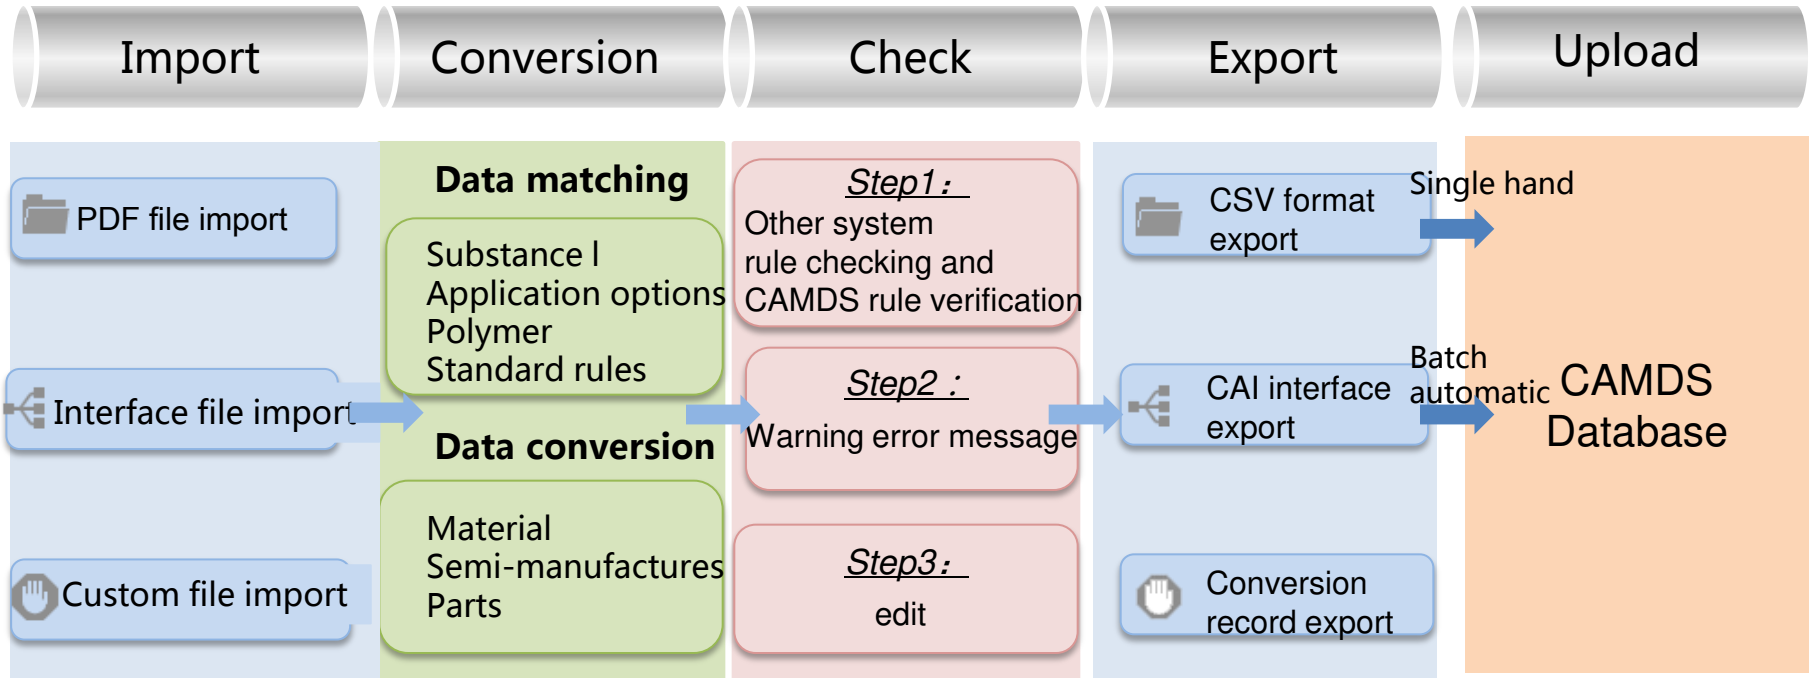 Import
Conversion
Check
Export
Upload
PDF file import
Interface file import
Custom file import
Data matching
Substance l
Application options
Polymer
Standard rules
Data conversion
Material
Semi-manufactures
Parts
Step1：
Other system
rule checking and
CAMDS rule verification
Step2：
Warning error message
Step3：
edit
CSV format
export
CAI interface
export
Conversion
record export
Single hand
Batch
automatic
CAMDS
Database